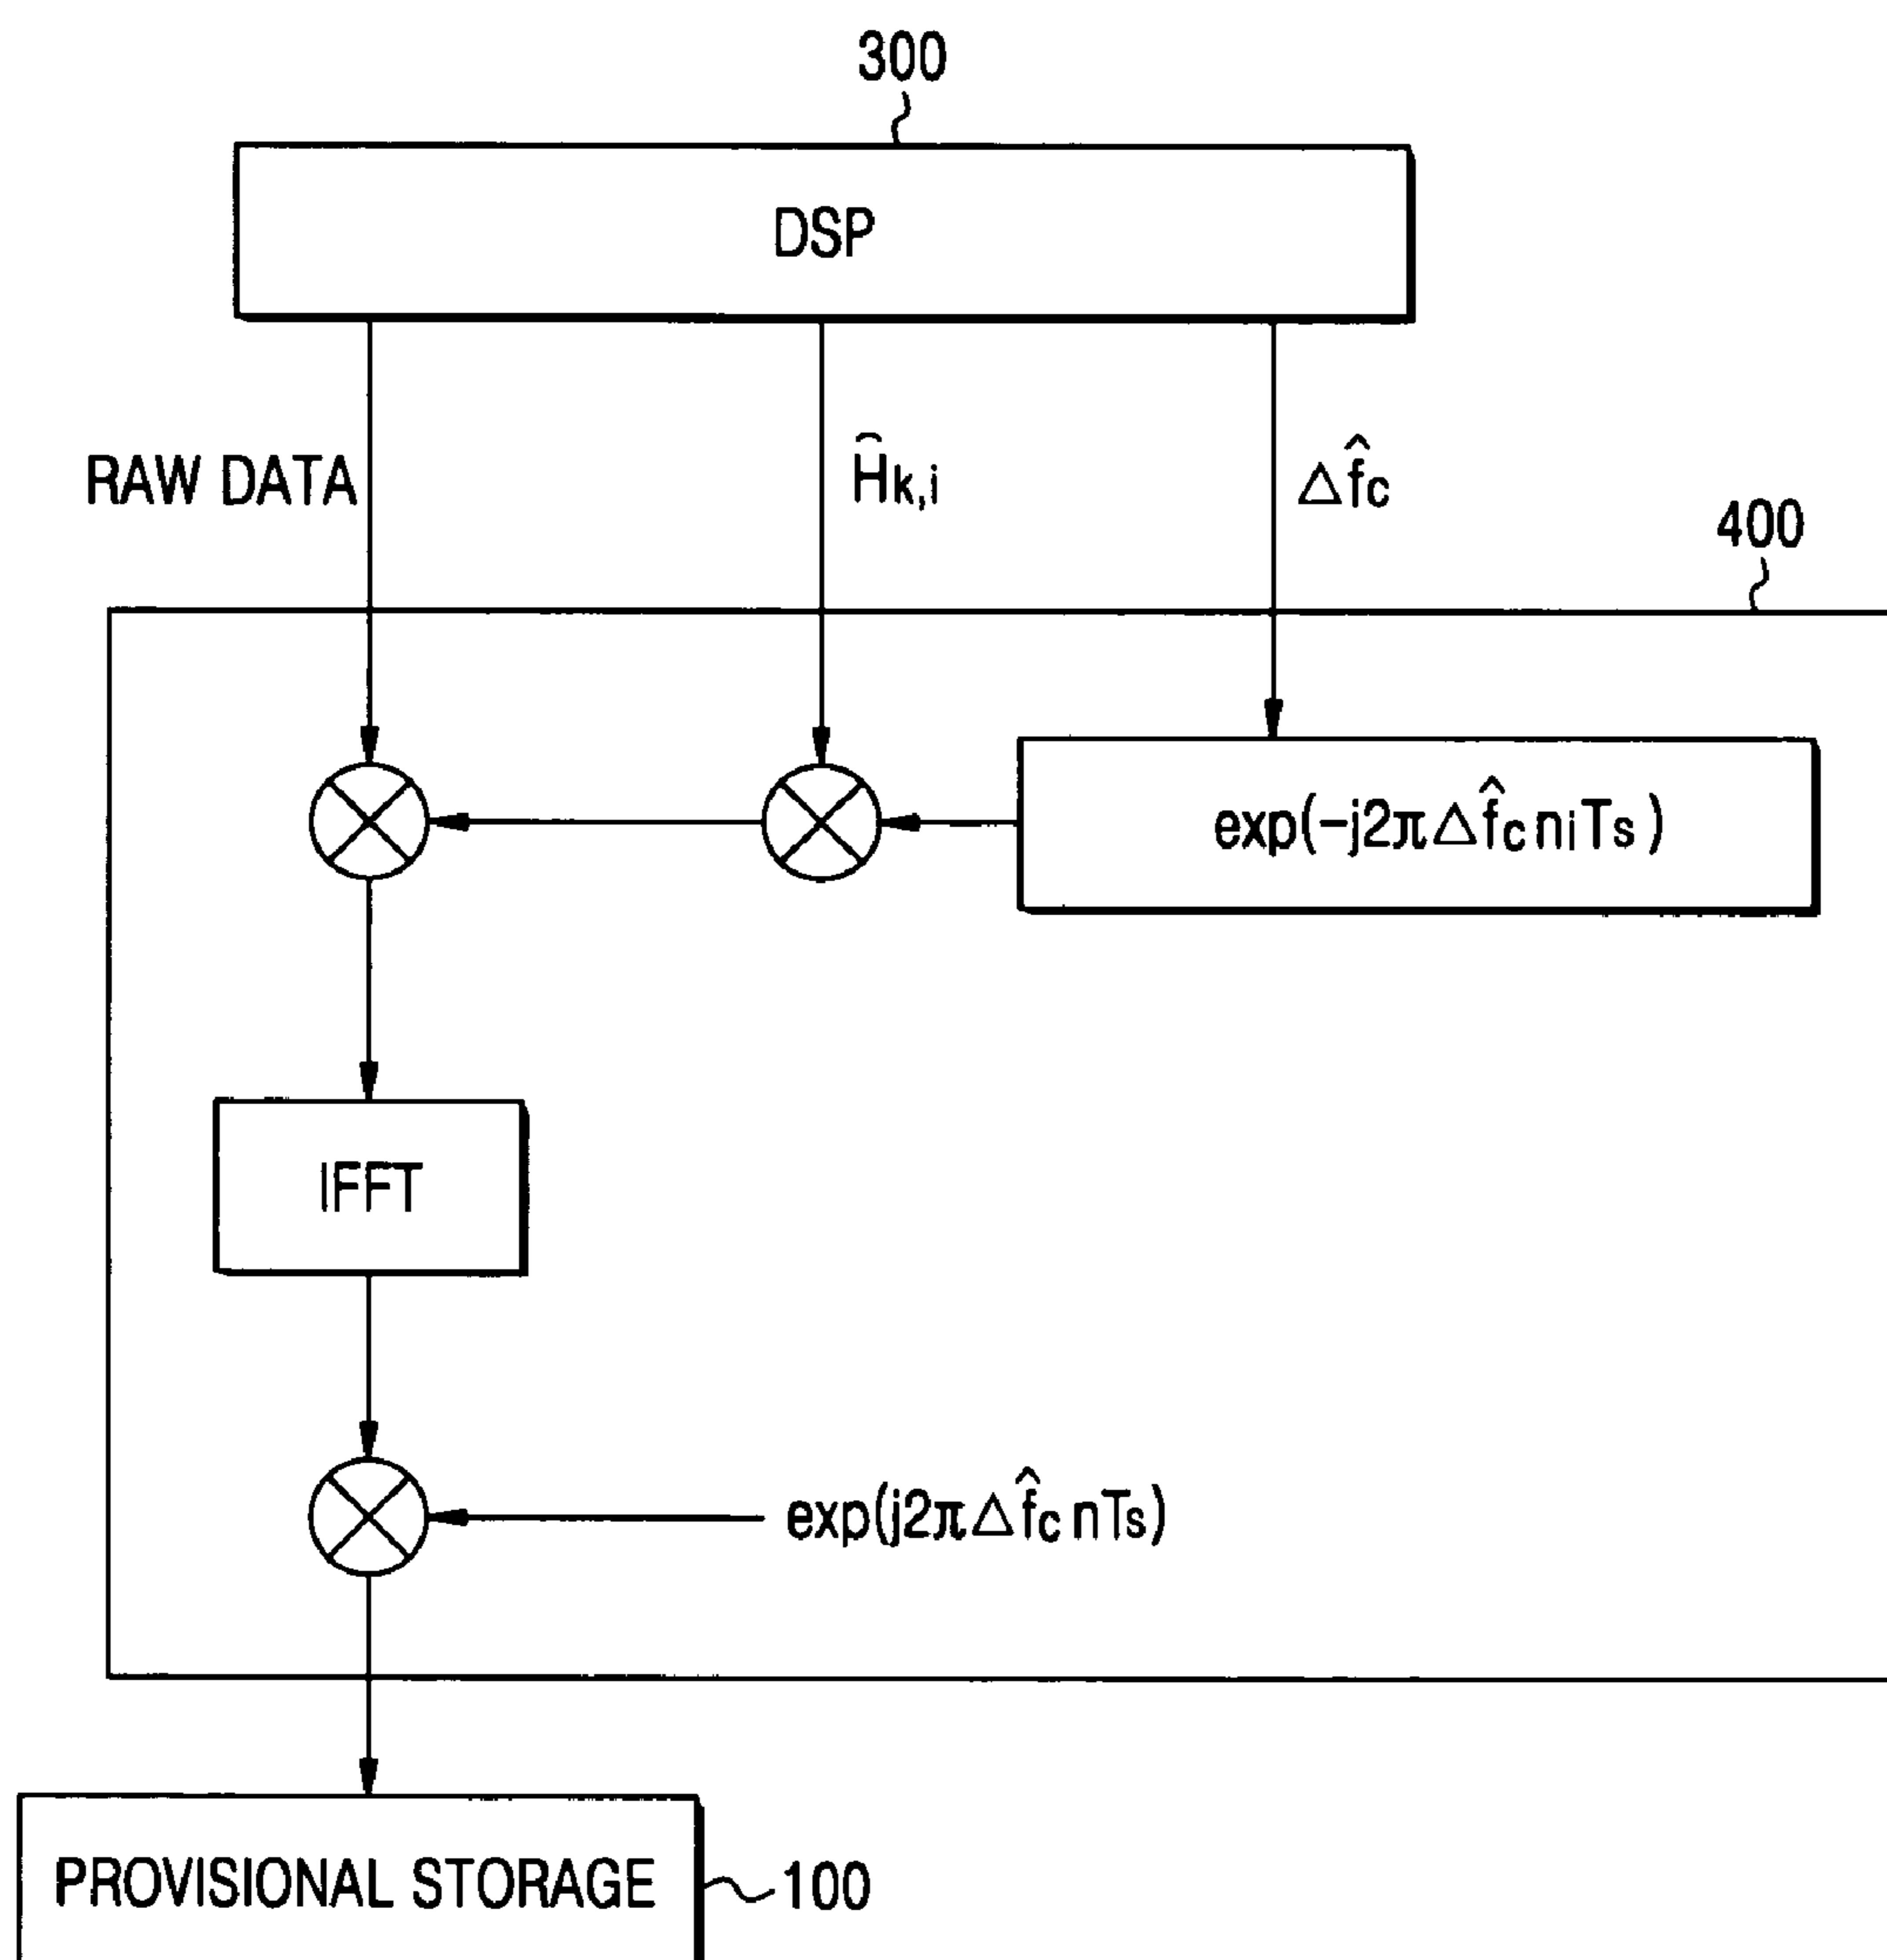 300
DSP
RAW DATA
Ĥk,i
Δf̂c
400
exp(-j2πΔf̂cniTs)
IFFT
exp(j2πΔf̂cnTs)
PROVISIONAL STORAGE
100